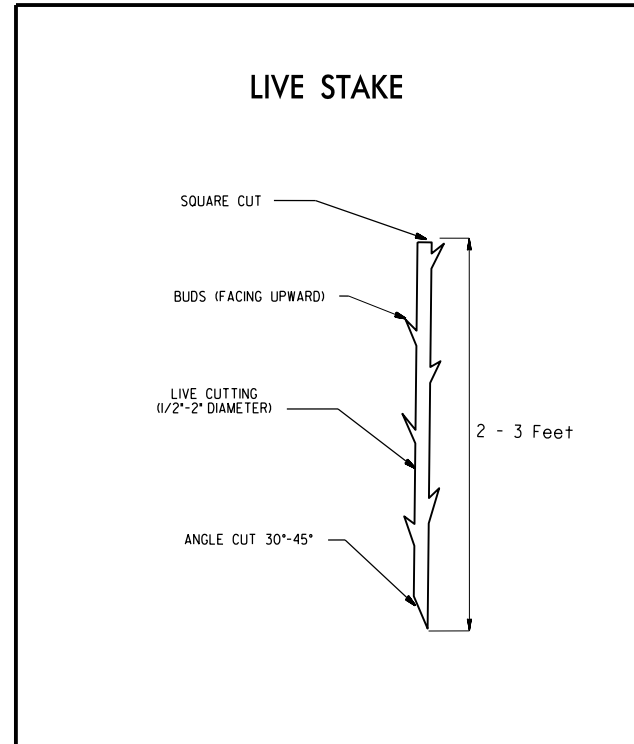 LIVE STAKE
SQUARE CUT
BUDS (FACING UPWARD)
LIVE CUTTING
(1/2"-2" DIAMETER)
2 - 3 Feet
ANGLE CUT 30°-45°